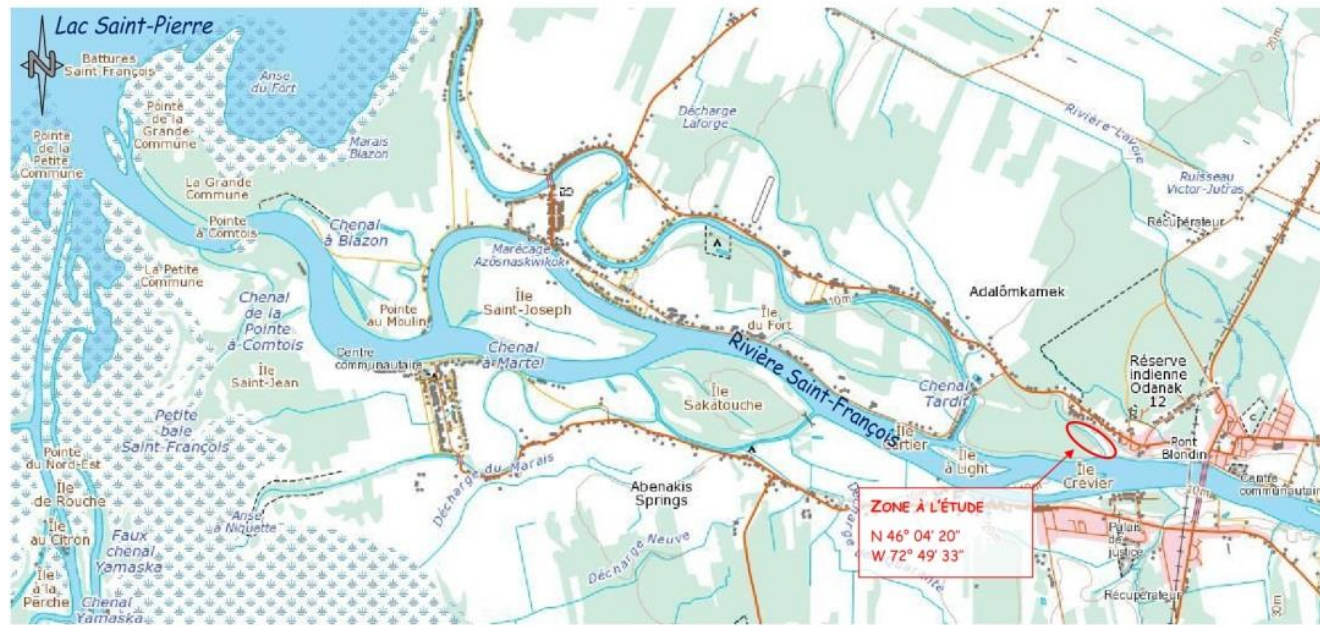 Lac Saint-Pierre
N
Battures
Saint-François
Anse
du Fort
Pointe
de la
Grande
Commune
Pointe
de la
Petite
Commune
Marais
Blazon
La Grande
Commune
Pointe
à Comtois
Chenal
à Blazon
La Petite
Commune
Chenal
de la
Pointe
à-Comtois
Pointe
au Moulin
Marécage
Azôsnaskwikok
Île
Saint-Joseph
Centre
communautaire
Chenal
à Martel
Île
Saint-Jean
Petite
baie
Saint-François
Pointe
du Nord-Est
Île
de Rouche
Île
au Citron
Île
à la
Perche
Faux
chenal
Yamaska
Chenal
Yamaska
Anse
à Niquette
Décharge du Marais
Abenakis
Springs
Décharge Neuve
Décharge
Laforge
Île
du Fort
10m
Rivière Saint-François
Île
Sakatouche
Adalômkamek
Chenal
Tardif
Île
Cartier
Île
à Light
Île
Crevier
Rivière Lavoie
Ruisseau
Victor-Jutras
Récupérateur
20m
Réserve
indienne
Odanak
12
Pont
Blondin
Centre
communautaire
10m
Palais
de
justice
Récupérateur
30m
ZONE À L'ÉTUDE
N 46° 04' 20"
W 72° 49' 33"